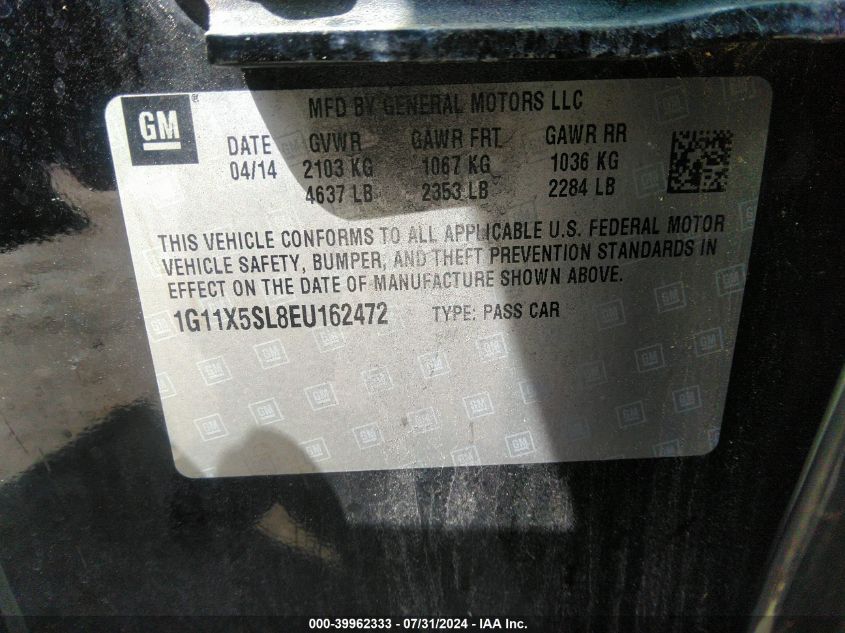 GM
®
MFD BY GENERAL MOTORS LLC
DATE GVWR GAWR FRT GAWR RR
04/14 2103 KG 1067 KG 1036 KG
4637 LB 2353 LB 2284 LB
THIS VEHICLE CONFORMS TO ALL APPLICABLE U.S. FEDERAL MOTOR
VEHICLE SAFETY, BUMPER, AND THEFT PREVENTION STANDARDS IN
EFFECT ON THE DATE OF MANUFACTURE SHOWN ABOVE.
1G11X5SL8EU162472 TYPE: PASS CAR
000-39962333 - 07/31/2024 - IAA Inc.